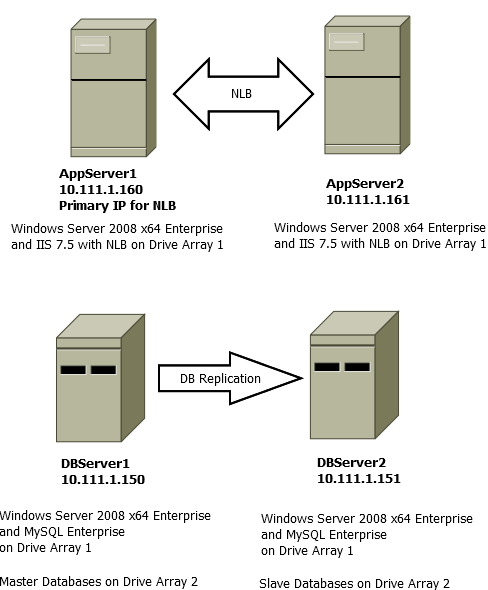 NLB
AppServer1
10.111.1.160
Primary IP for NLB
Windows Server 2008 x64 Enterprise
and IIS 7.5 with NLB on Drive Array 1
AppServer2
10.111.1.161
Windows Server 2008 x64 Enterprise
and IIS 7.5 with NLB on Drive Array 1
DB Replication
DBServer1
10.111.1.150
Windows Server 2008 x64 Enterprise
and MySQL Enterprise
on Drive Array 1
Master Databases on Drive Array 2
DBServer2
10.111.1.151
Windows Server 2008 x64 Enterprise
and MySQL Enterprise
on Drive Array 1
Slave Databases on Drive Array 2